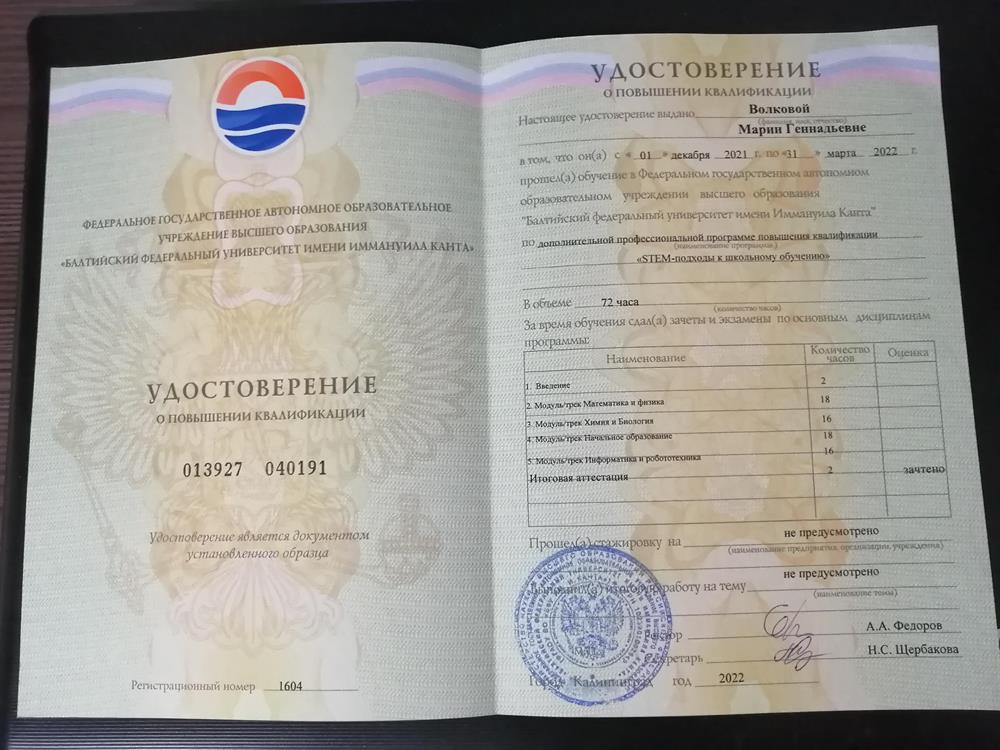 ФЕДЕРАЛЬНОЕ ГОСУДАРСТВЕННОЕ АВТОНОМНОЕ ОБРАЗОВАТЕЛЬНОЕ
УЧРЕЖДЕНИЕ ВЫСШЕГО ОБРАЗОВАНИЯ
«БАЛТИЙСКИЙ ФЕДЕРАЛЬНЫЙ УНИВЕРСИТЕТ ИМЕНИ ИММАНУИЛА КАНТА»
УДОСТОВЕРЕНИЕ
О ПОВЫШЕНИИ КВАЛИФИКАЦИИ
013927 040191
Удостоверение является документом
установленного образца
Регистрационный номер 1604
УДОСТОВЕРЕНИЕ
О ПОВЫШЕНИИ КВАЛИФИКАЦИИ
Настоящее удостоверение выдано Волковой
(фамилия, имя, отчество)
Марии Геннадьевне
в том, что он(а) с « 01 » декабря 2021 г. по «31 » марта 2022 г.
прошел(а) обучение в Федеральном государственном автономном
образовательном учреждении высшего образования
"Балтийский федеральный университет имени Иммануила Канта"
по дополнительной профессиональной программе повышения квалификации
(наименование программы)
«STEM-подходы к школьному обучению»
В объеме 72 часа
(количество часов)
За время обучения сдал(а) зачеты и экзамены по основным дисциплинам
программы:
Наименование Количество часов Оценка
1. Введение 2
2. Модуль/трек Математика и физика 18
3. Модуль/трек Химия и Биология 16
4. Модуль/трек Начальное образование 18
5. Модуль/трек Информатика и робототехника 16
Итоговая аттестация 2 зачтено
Прошел(а) стажировку на не предусмотрено
(наименование предприятия, организации, учреждения)
Выполнил(а) итоговую работу на тему не предусмотрено
(наименование темы)
Ректор А.А. Федоров
Секретарь Н.С. Щербакова
Город Калининград год 2022